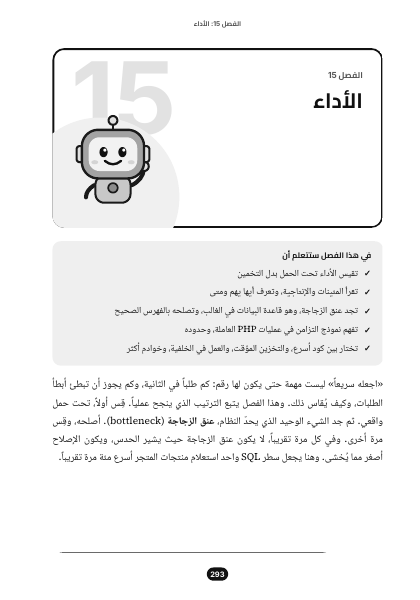 الفصل 15: الأداء
15
الفصل 15
الأداء
في هذا الفصل ستتعلم أن
✓ تقيس الأداء تحت الحمل بدل التخمين
✓ تقرأ المئينات والإنتاجية، وتعرف أيها يهم ومتى
✓ تجد عنق الزجاجة، وهو قاعدة البيانات في الغالب، وتصلحه بالفهرس الصحيح
✓ تفهم نموذج التزامن في عمليات PHP العاملة، وحدوده
✓ تختار بين كود أسرع، والتخزين المؤقت، والعمل في الخلفية، وخوادم أكثر
«اجعله سريعاً» ليست مهمة حتى يكون لها رقم: كم طلباً في الثانية، وكم يجوز أن تبطئ أبطأ
الطلبات، وكيف يُقاس ذلك. وهذا الفصل يتبع الترتيب الذي ينجح عملياً. قِس أولاً، تحت حمل
واقعي. ثم جد الشيء الوحيد الذي يحدّ النظام، عنق الزجاجة (bottleneck). أصلحه، وقِس
مرة أخرى. وفي كل مرة تقريباً، لا يكون عنق الزجاجة حيث يشير الحدس، ويكون الإصلاح
أصغر مما يُخشى. وهنا يجعل سطر SQL واحد استعلام منتجات المتجر أسرع مئة مرة تقريباً.
293